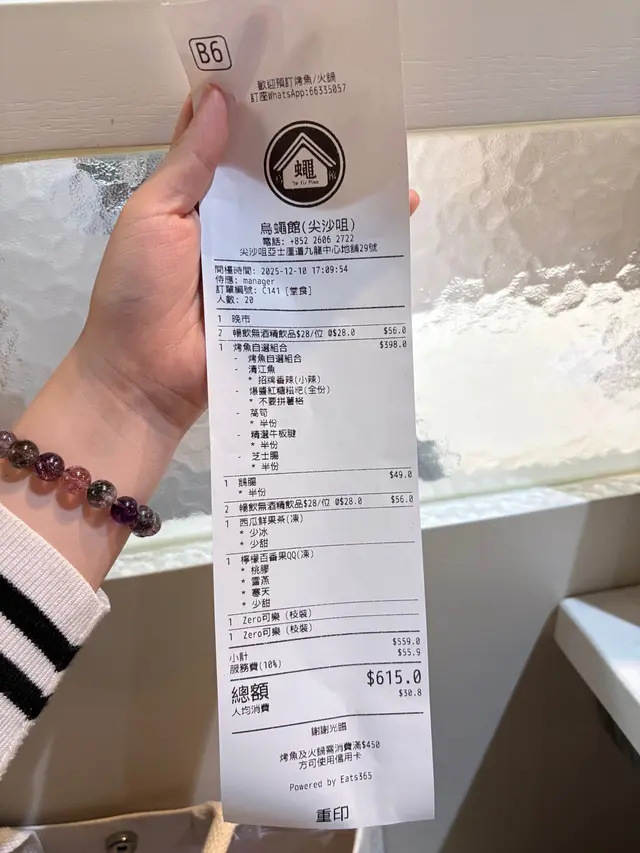 B6
歡迎預訂烤魚/火鍋
訂座WhatsApp:66335057
蠅
烏蠅館(尖沙咀)
電話: +852 2606 2722
尖沙咀亞士厘道九龍中心地舖29號
開檯時間: 2025-12-10 17:09:54
侍應: manager
訂單編號: C141 [堂食]
人數: 20
1 晚市
2 暢飲無酒精飲品$28/位 @$28.0 $56.0
1 烤魚自選組合 $398.0
- 烤魚自選組合
- 清江魚
* 招牌香辣(小辣)
- 爆醬紅糖糍粑(全份)
* 不要拼薯格
- 萵筍
* 半份
- 精選牛板腱
* 半份
- 芝士腸
* 半份
1 鵝腸 $49.0
* 半份
2 暢飲無酒精飲品$28/位 @$28.0 $56.0
1 西瓜鮮果茶(凍)
* 少冰
* 少甜
1 檸檬百香果QQ(凍)
* 桃膠
* 雪燕
* 寒天
* 少甜
1 Zero可樂 (枝裝)
1 Zero可樂 (枝裝)
小計 $559.0
服務費(10%) $55.9
總額 $615.0
人均消費 $30.8
謝謝光臨
烤魚及火鍋需消費滿$450
方可使用信用卡
Powered by Eats365
重印